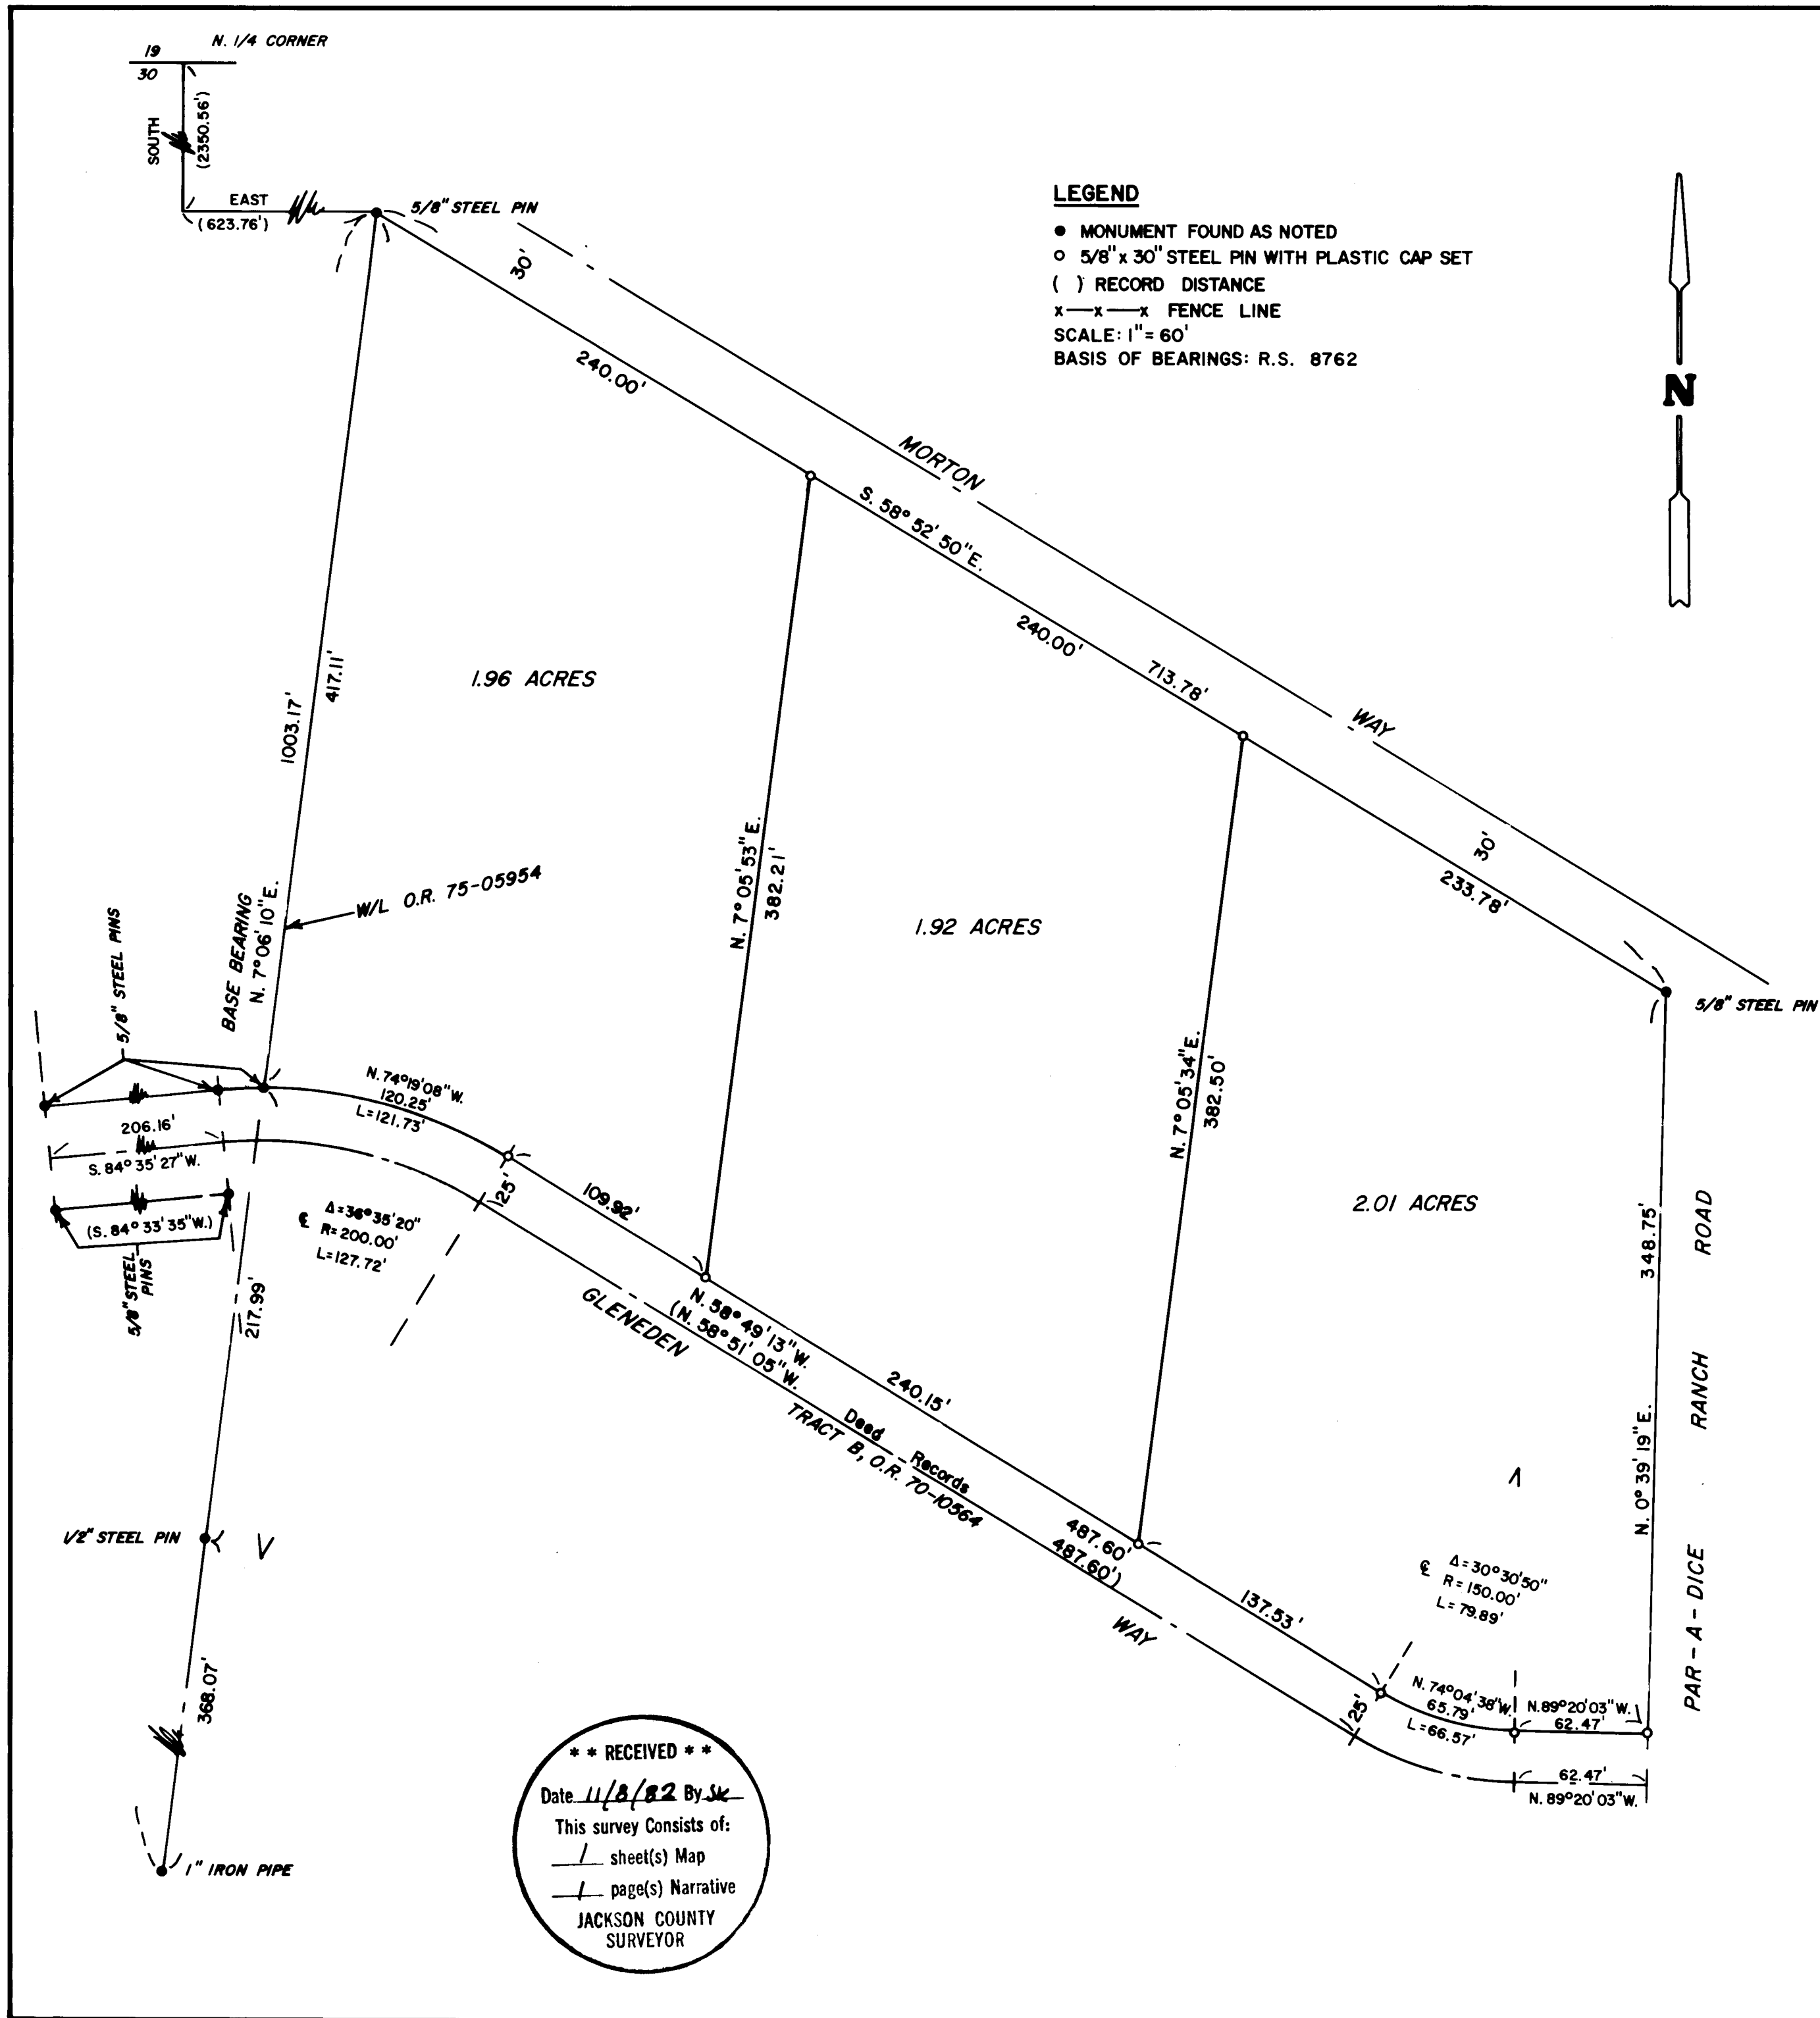 19
N. 1/4 CORNER
30
SOUTH
(2350.56')
EAST
(623.76')
5/8" STEEL PIN
30'
LEGEND
● MONUMENT FOUND AS NOTED
○ 5/8" x 30" STEEL PIN WITH PLASTIC CAP SET
( ) RECORD DISTANCE
x—x—x FENCE LINE
SCALE: 1" = 60'
BASIS OF BEARINGS: R.S. 8762
N
240.00'
MORTON
S. 58° 52' 50" E.
240.00'
713.78'
WAY
30'
233.78'
5/8" STEEL PIN
1.96 ACRES
1003.17'
417.11'
N. 7° 05' 53" E.
382.21'
1.92 ACRES
W/L O.R. 75-05954
BASE BEARING
N. 7° 06' 10" E.
5/8" STEEL PINS
N. 7° 05' 34" E.
382.50'
2.01 ACRES
N. 74° 19' 08" W.
120.25'
L=121.73'
206.16'
S. 84° 35' 27" W.
(S. 84° 33' 35" W.)
5/8" STEEL
PINS
217.99'
℄ Δ=36° 35' 20"
R=200.00'
L=127.72'
25'
109.92'
GLENEDEN
N. 58° 49' 13" W.
(N. 58° 51' 05" W.
240.15'
Deed Records
TRACT B, O.R. 70-10564
487.60'
487.60')
WAY
137.53'
348.75'
N. 0° 39' 19" E.
PAR-A-DICE RANCH ROAD
℄ Δ=30° 30' 50"
R=150.00'
L=79.89'
25'
N. 74° 04' 38" W.
65.79'
L=66.57'
N. 89° 20' 03" W.
62.47'
62.47'
N. 89° 20' 03" W.
1/2" STEEL PIN
368.07'
1" IRON PIPE
* * RECEIVED * *
Date 11/8/82 By SK
This survey Consists of:
1 sheet(s) Map
1 page(s) Narrative
JACKSON COUNTY
SURVEYOR